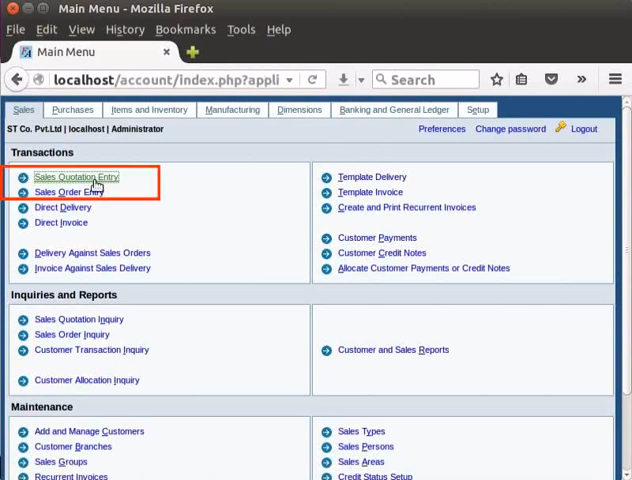 Main Menu - Mozilla Firefox
File Edit View History Bookmarks Tools Help
Main Menu
localhost/account/index.php?appli
Search
Sales Purchases Items and Inventory Manufacturing Dimensions Banking and General Ledger Setup
ST Co. Pvt.Ltd | localhost | Administrator
Preferences Change password Logout
Transactions
Sales Quotation Entry
Template Delivery
Sales Order Entry
Template Invoice
Direct Delivery
Create and Print Recurrent Invoices
Direct Invoice
Customer Payments
Delivery Against Sales Orders
Customer Credit Notes
Invoice Against Sales Delivery
Allocate Customer Payments or Credit Notes
Inquiries and Reports
Sales Quotation Inquiry
Sales Order Inquiry
Customer Transaction Inquiry
Customer and Sales Reports
Customer Allocation Inquiry
Maintenance
Add and Manage Customers
Sales Types
Customer Branches
Sales Persons
Sales Groups
Sales Areas
Recurrent Invoices
Credit Status Setup